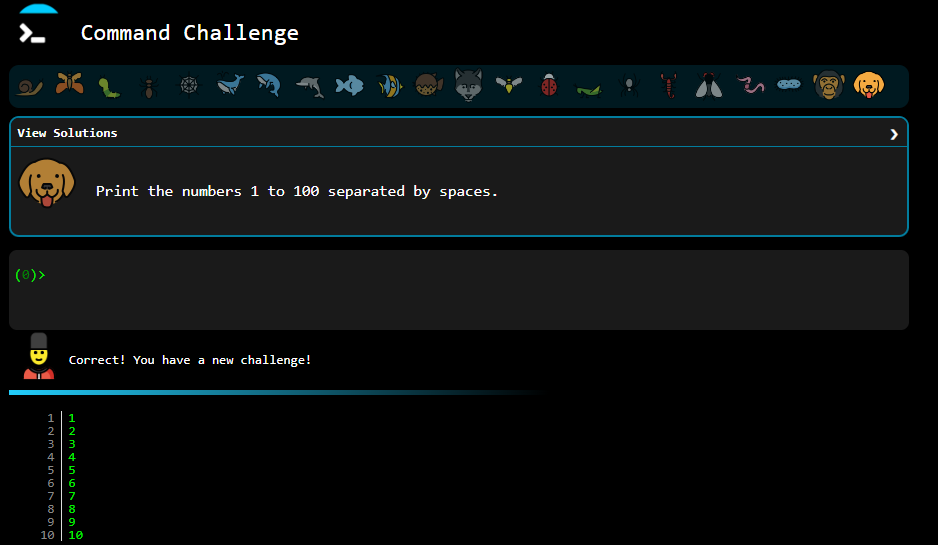 Command Challenge
View Solutions
Print the numbers 1 to 100 separated by spaces.
(0)>
Correct! You have a new challenge!
1 1
2 2
3 3
4 4
5 5
6 6
7 7
8 8
9 9
10 10